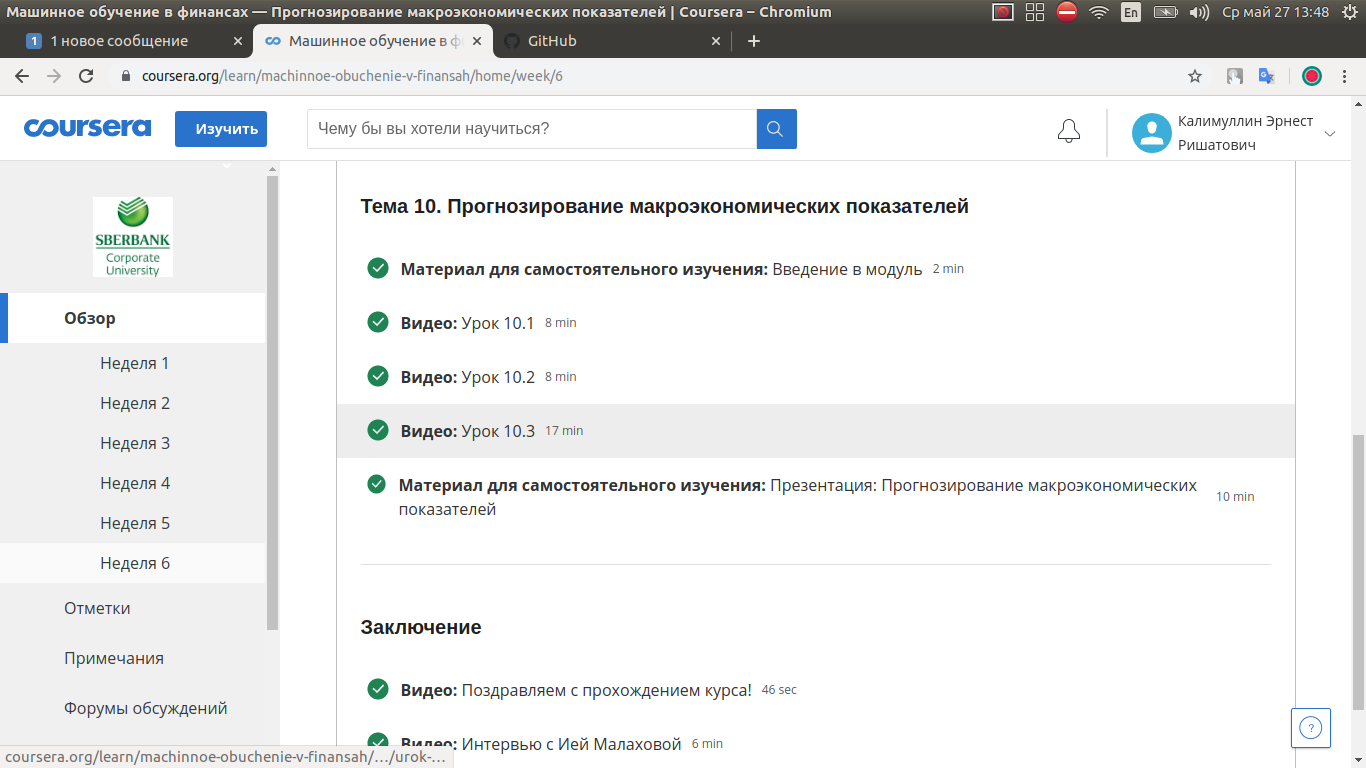 Машинное обучение в финансах — Прогнозирование макроэкономических показателей | Coursera – Chromium
En
Ср май 27 13:48
1
1 новое сообщение
Машинное обучение в ф
GitHub
coursera.org/learn/machinnoe-obuchenie-v-finansah/home/week/6
coursera
Изучить
Чему бы вы хотели научиться?
Калимуллин Эрнест
Ришатович
SBERBANK
Corporate
University
Обзор
Неделя 1
Неделя 2
Неделя 3
Неделя 4
Неделя 5
Неделя 6
Отметки
Примечания
Форумы обсуждений
Тема 10. Прогнозирование макроэкономических показателей
Материал для самостоятельного изучения: Введение в модуль 2 min
Видео: Урок 10.1 8 min
Видео: Урок 10.2 8 min
Видео: Урок 10.3 17 min
Материал для самостоятельного изучения: Презентация: Прогнозирование макроэкономических
показателей
10 min
Заключение
Видео: Поздравляем с прохождением курса! 46 sec
Видео: Интервью с Ией Малаховой 6 min
?
coursera.org/learn/machinnoe-obuchenie-v-finansah/…/urok-…